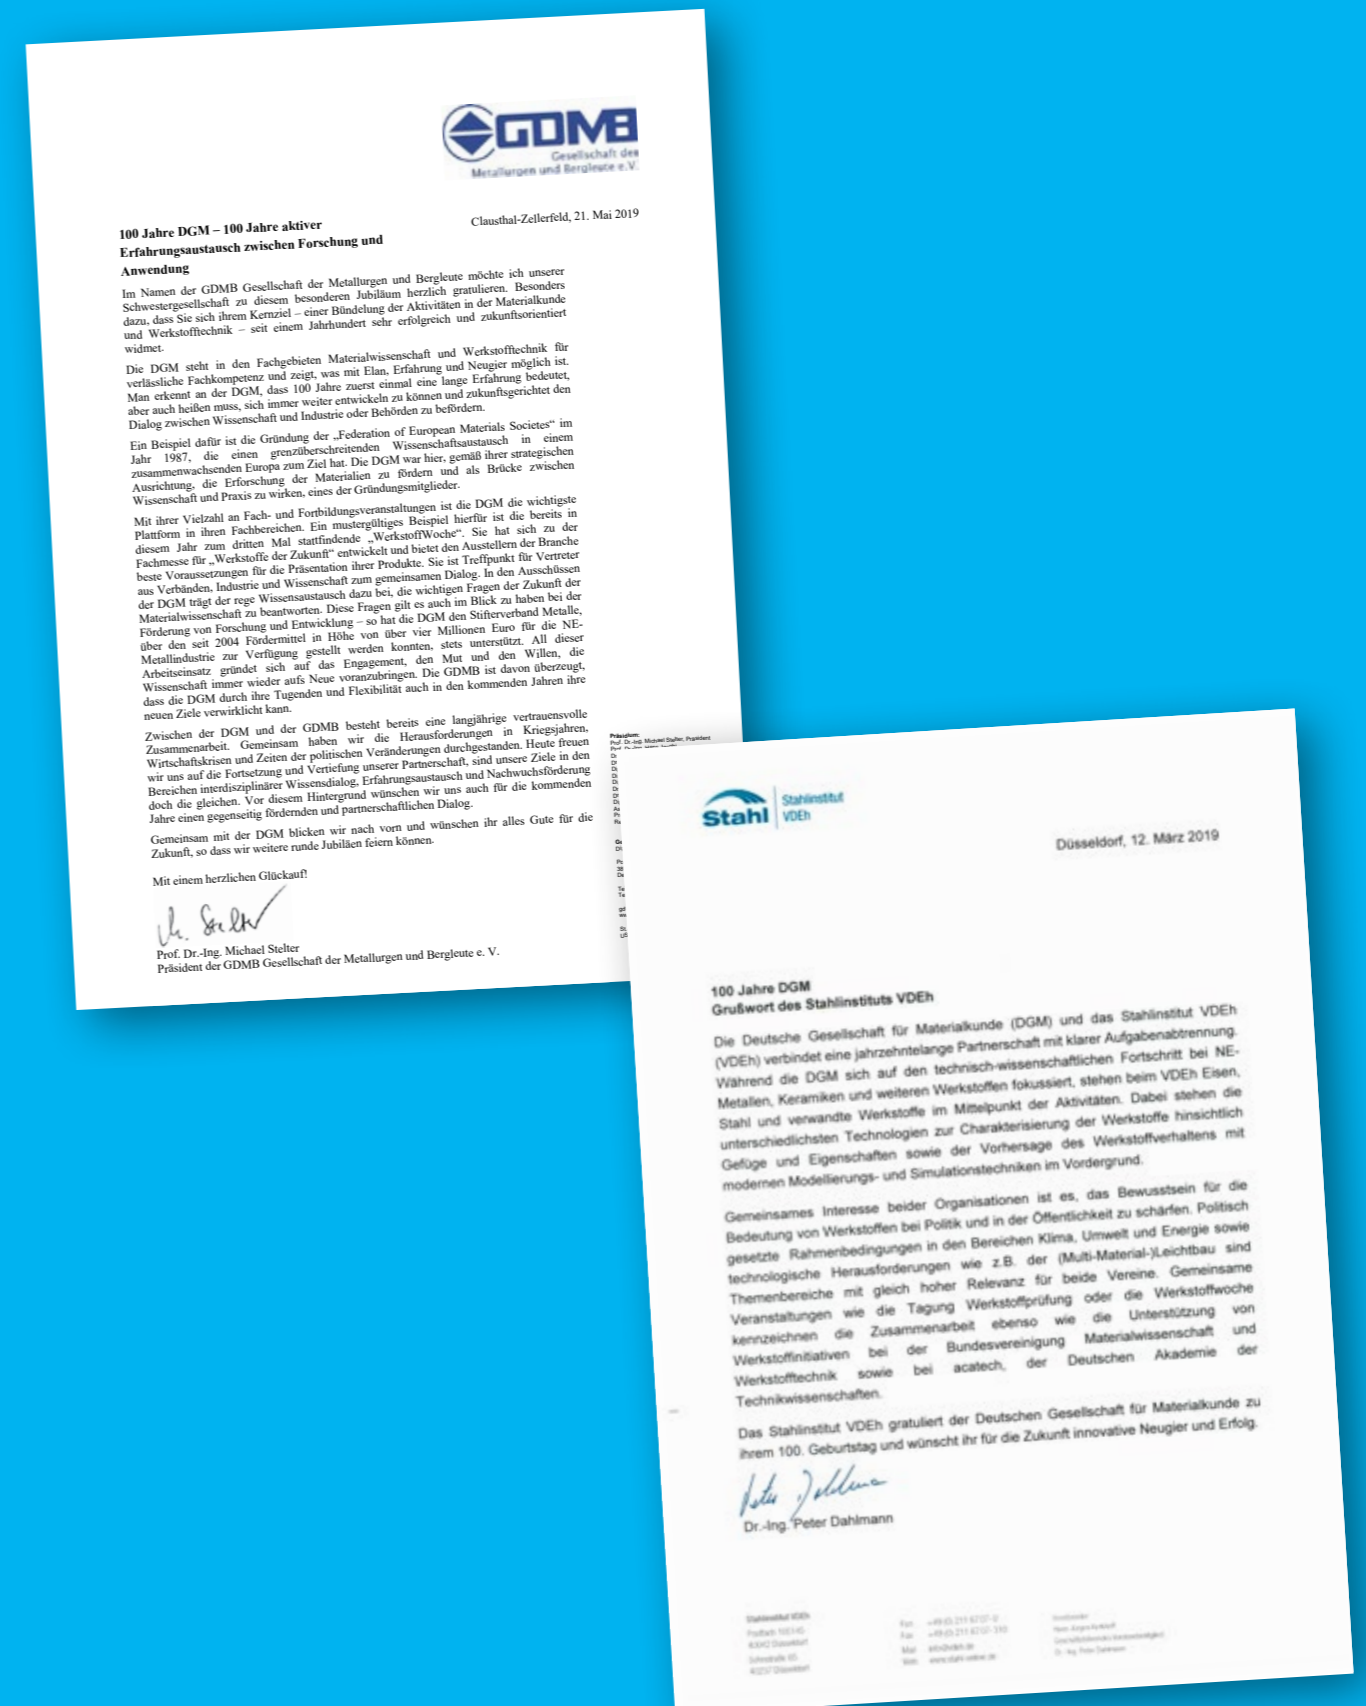 GDMB
Gesellschaft der
Metallurgen und Bergleute e.V.
Clausthal-Zellerfeld, 21. Mai 2019
100 Jahre DGM – 100 Jahre aktiver
Erfahrungsaustausch zwischen Forschung und
Anwendung
Im Namen der GDMB Gesellschaft der Metallurgen und Bergleute möchte ich unserer
Schwestergesellschaft zu diesem besonderen Jubiläum herzlich gratulieren. Besonders
dazu, dass Sie sich ihrem Kernziel – einer Bündelung der Aktivitäten in der Materialkunde
und Werkstofftechnik – seit einem Jahrhundert sehr erfolgreich und zukunftsorientiert
widmet.
Die DGM steht in den Fachgebieten Materialwissenschaft und Werkstofftechnik für
verlässliche Fachkompetenz und zeigt, was mit Elan, Erfahrung und Neugier möglich ist.
Man erkennt an der DGM, dass 100 Jahre zuerst einmal eine lange Erfahrung bedeutet,
aber auch heißen muss, sich immer weiter entwickeln zu können und zukunftsgerichtet den
Dialog zwischen Wissenschaft und Industrie oder Behörden zu befördern.
Ein Beispiel dafür ist die Gründung der „Federation of European Materials Societes“ im
Jahr 1987, die einen grenzüberschreitenden Wissenschaftsaustausch in einem
zusammenwachsenden Europa zum Ziel hat. Die DGM war hier, gemäß ihrer strategischen
Ausrichtung, die Erforschung der Materialien zu fördern und als Brücke zwischen
Wissenschaft und Praxis zu wirken, eines der Gründungsmitglieder.
Mit ihrer Vielzahl an Fach- und Fortbildungsveranstaltungen ist die DGM die wichtigste
Plattform in ihren Fachbereichen. Ein mustergültiges Beispiel hierfür ist die bereits in
diesem Jahr zum dritten Mal stattfindende „WerkstoffWoche“. Sie hat sich zu der
Fachmesse für „Werkstoffe der Zukunft“ entwickelt und bietet den Ausstellern der Branche
beste Voraussetzungen für die Präsentation ihrer Produkte. Sie ist Treffpunkt für Vertreter
aus Verbänden, Industrie und Wissenschaft zum gemeinsamen Dialog. In den Ausschüssen
der DGM trägt der rege Wissensaustausch dazu bei, die wichtigen Fragen der Zukunft der
Materialwissenschaft zu beantworten. Diese Fragen gilt es auch im Blick zu haben bei der
Förderung von Forschung und Entwicklung – so hat die DGM den Stifterverband Metalle,
über den seit 2004 Fördermittel in Höhe von über vier Millionen Euro für die NE-
Metallindustrie zur Verfügung gestellt werden konnten, stets unterstützt. All dieser
Arbeitseinsatz gründet sich auf das Engagement, den Mut und den Willen, die
Wissenschaft immer wieder aufs Neue voranzubringen. Die GDMB ist davon überzeugt,
dass die DGM durch ihre Tugenden und Flexibilität auch in den kommenden Jahren ihre
neuen Ziele verwirklicht kann.
Zwischen der DGM und der GDMB besteht bereits eine langjährige vertrauensvolle
Zusammenarbeit. Gemeinsam haben wir die Herausforderungen in Kriegsjahren,
Wirtschaftskrisen und Zeiten der politischen Veränderungen durchgestanden. Heute freuen
wir uns auf die Fortsetzung und Vertiefung unserer Partnerschaft, sind unsere Ziele in den
Bereichen interdisziplinärer Wissensdialog, Erfahrungsaustausch und Nachwuchsförderung
doch die gleichen. Vor diesem Hintergrund wünschen wir uns auch für die kommenden
Jahre einen gegenseitig fördernden und partnerschaftlichen Dialog.
Gemeinsam mit der DGM blicken wir nach vorn und wünschen ihr alles Gute für die
Zukunft, so dass wir weitere runde Jubiläen feiern können.
Mit einem herzlichen Glückauf!
M. Stelter
Prof. Dr.-Ing. Michael Stelter
Präsident der GDMB Gesellschaft der Metallurgen und Bergleute e. V.
Präsidium:
Prof. Dr.-Ing. Michael Stelter, Präsident
Stahl
Stahlinstitut
VDEh
Düsseldorf, 12. März 2019
100 Jahre DGM
Grußwort des Stahlinstituts VDEh
Die Deutsche Gesellschaft für Materialkunde (DGM) und das Stahlinstitut VDEh
(VDEh) verbindet eine jahrzehntelange Partnerschaft mit klarer Aufgabenabtrennung.
Während die DGM sich auf den technisch-wissenschaftlichen Fortschritt bei NE-
Metallen, Keramiken und weiteren Werkstoffen fokussiert, stehen beim VDEh Eisen,
Stahl und verwandte Werkstoffe im Mittelpunkt der Aktivitäten. Dabei stehen die
unterschiedlichsten Technologien zur Charakterisierung der Werkstoffe hinsichtlich
Gefüge und Eigenschaften sowie der Vorhersage des Werkstoffverhaltens mit
modernen Modellierungs- und Simulationstechniken im Vordergrund.
Gemeinsames Interesse beider Organisationen ist es, das Bewusstsein für die
Bedeutung von Werkstoffen bei Politik und in der Öffentlichkeit zu schärfen. Politisch
gesetzte Rahmenbedingungen in den Bereichen Klima, Umwelt und Energie sowie
technologische Herausforderungen wie z.B. der (Multi-Material-)Leichtbau sind
Themenbereiche mit gleich hoher Relevanz für beide Vereine. Gemeinsame
Veranstaltungen wie die Tagung Werkstoffprüfung oder die Werkstoffwoche
kennzeichnen die Zusammenarbeit ebenso wie die Unterstützung von
Werkstoffinitiativen bei der Bundesvereinigung Materialwissenschaft und
Werkstofftechnik sowie bei acatech, der Deutschen Akademie der
Technikwissenschaften.
Das Stahlinstitut VDEh gratuliert der Deutschen Gesellschaft für Materialkunde zu
ihrem 100. Geburtstag und wünscht ihr für die Zukunft innovative Neugier und Erfolg.
Peter Dahlmann
Dr.-Ing. Peter Dahlmann
Stahlinstitut VDEh